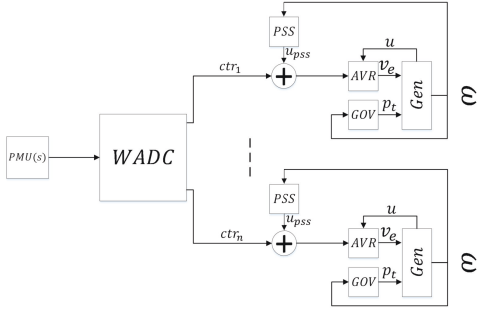 PSS
u_pss
u
ctr_1
AVR
v_e
Gen
ω
GOV
p_t
PMU(s)
WADC
PSS
u_pss
u
ctr_n
AVR
v_e
Gen
ω
GOV
p_t